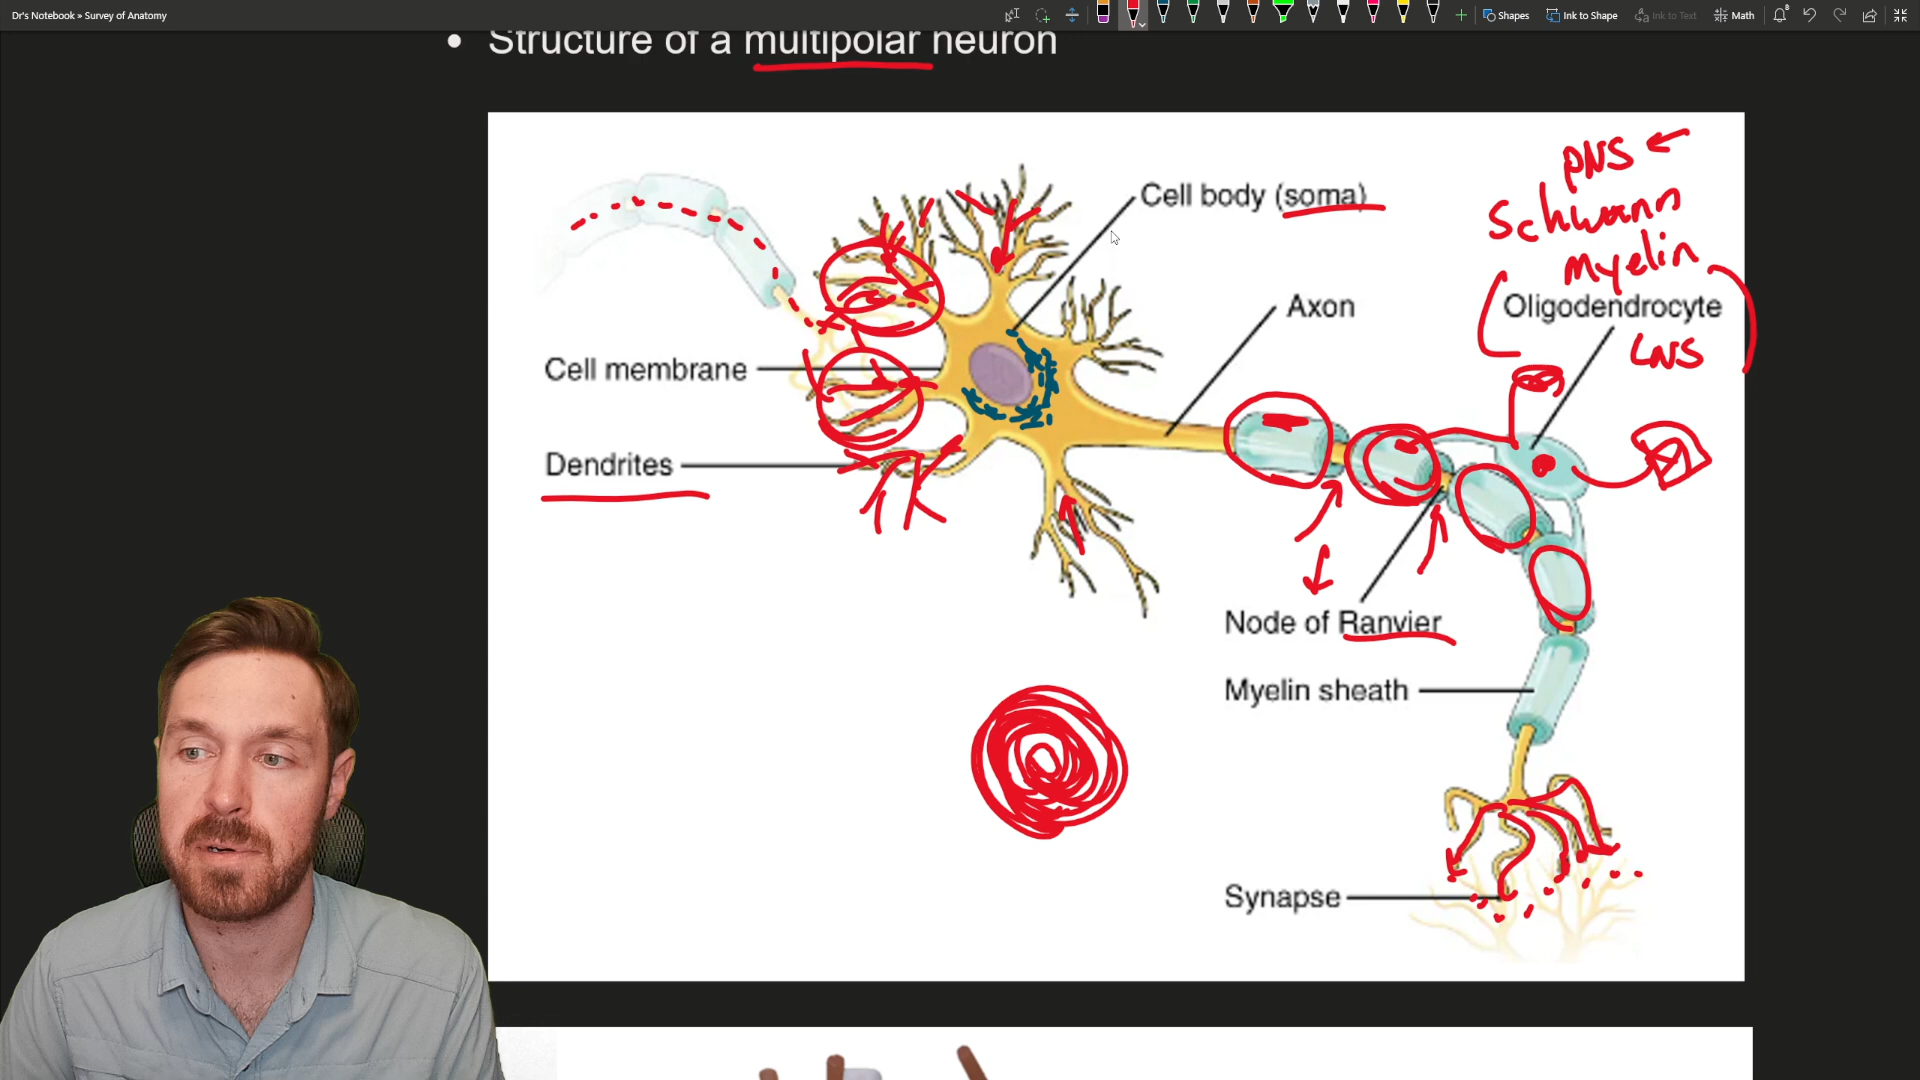 Dr's Notebook » Survey of Anatomy
Shapes
Ink to Shape
Ink to Text
Math
• Structure of a multipolar neuron
PNS ←
Schwann
myelin
Cell body (soma)
Axon
Oligodendrocyte
CNS
Cell membrane
Dendrites
Node of Ranvier
Myelin sheath
Synapse